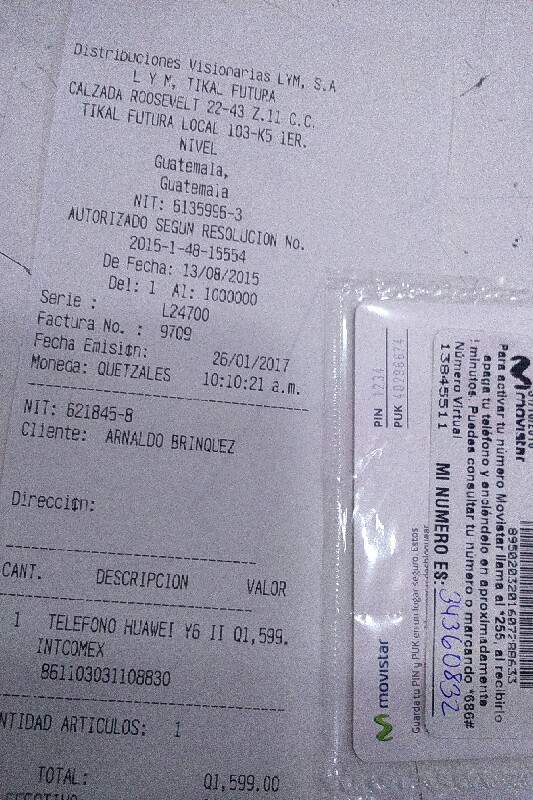 Distribuciones Visionarias LYM, S.A
L Y M, TIKAL FUTURA
CALZADA ROOSEVELT 22-43 Z.11 C.C.
TIKAL FUTURA LOCAL 103-K5 1ER.
NIVEL
Guatemala,
Guatemala
NIT: 6135996-3
AUTORIZADO SEGUN RESOLUCION No.
2015-1-48-15554
De Fecha: 13/08/2015
Del: 1 Al: 1000000
Serie : L24700
Factura No. : 9709
Fecha Emisión: 26/01/2017
Moneda: QUETZALES 10:10:21 a.m.
NIT: 621845-8
Cliente: ARNALDO BRINQUEZ
Dirección:
CANT. DESCRIPCION VALOR
1 TELEFONO HUAWEI Y6 II Q1,599.
INTCOMEX
861103031108830
NTIDAD ARTICULOS: 1
TOTAL: Q1,599.00
EFECTIVO
movistar
Para activar tu número Movistar llama al *255, al recibirlo
apaga tu teléfono y enciéndelo en aproximadamente
minutos. Puedes consultar tu numero marcando *686#
Número Virtual
13845511 MI NUMERO ES: 34360832
PIN 1234
PUK 40286674
Guarda tu PIN y PUK en un lugar seguro. Estos
movistar